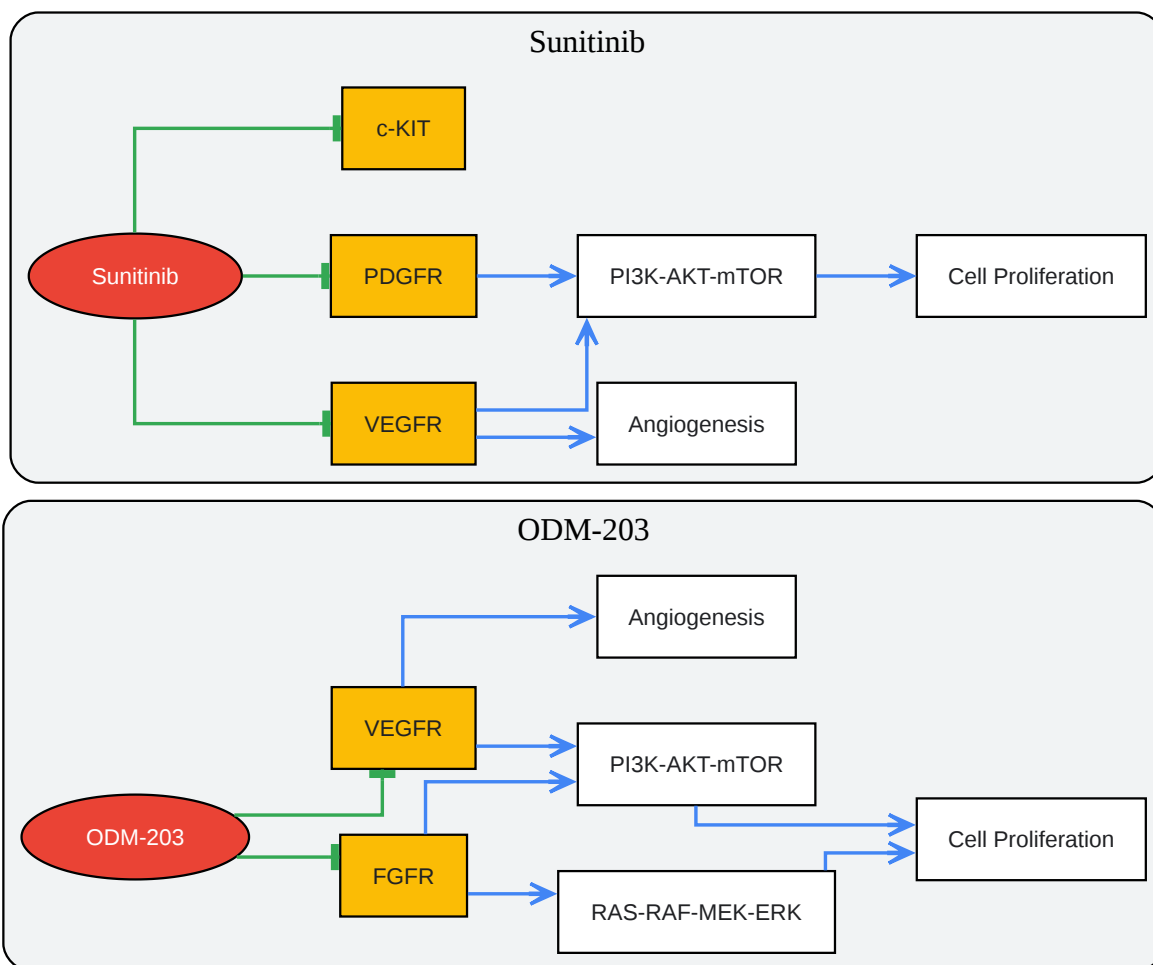 Sunitinib
c-KIT
Sunitinib
PDGFR
PI3K-AKT-mTOR
Cell Proliferation
VEGFR
Angiogenesis
ODM-203
Angiogenesis
VEGFR
PI3K-AKT-mTOR
ODM-203
Cell Proliferation
FGFR
RAS-RAF-MEK-ERK